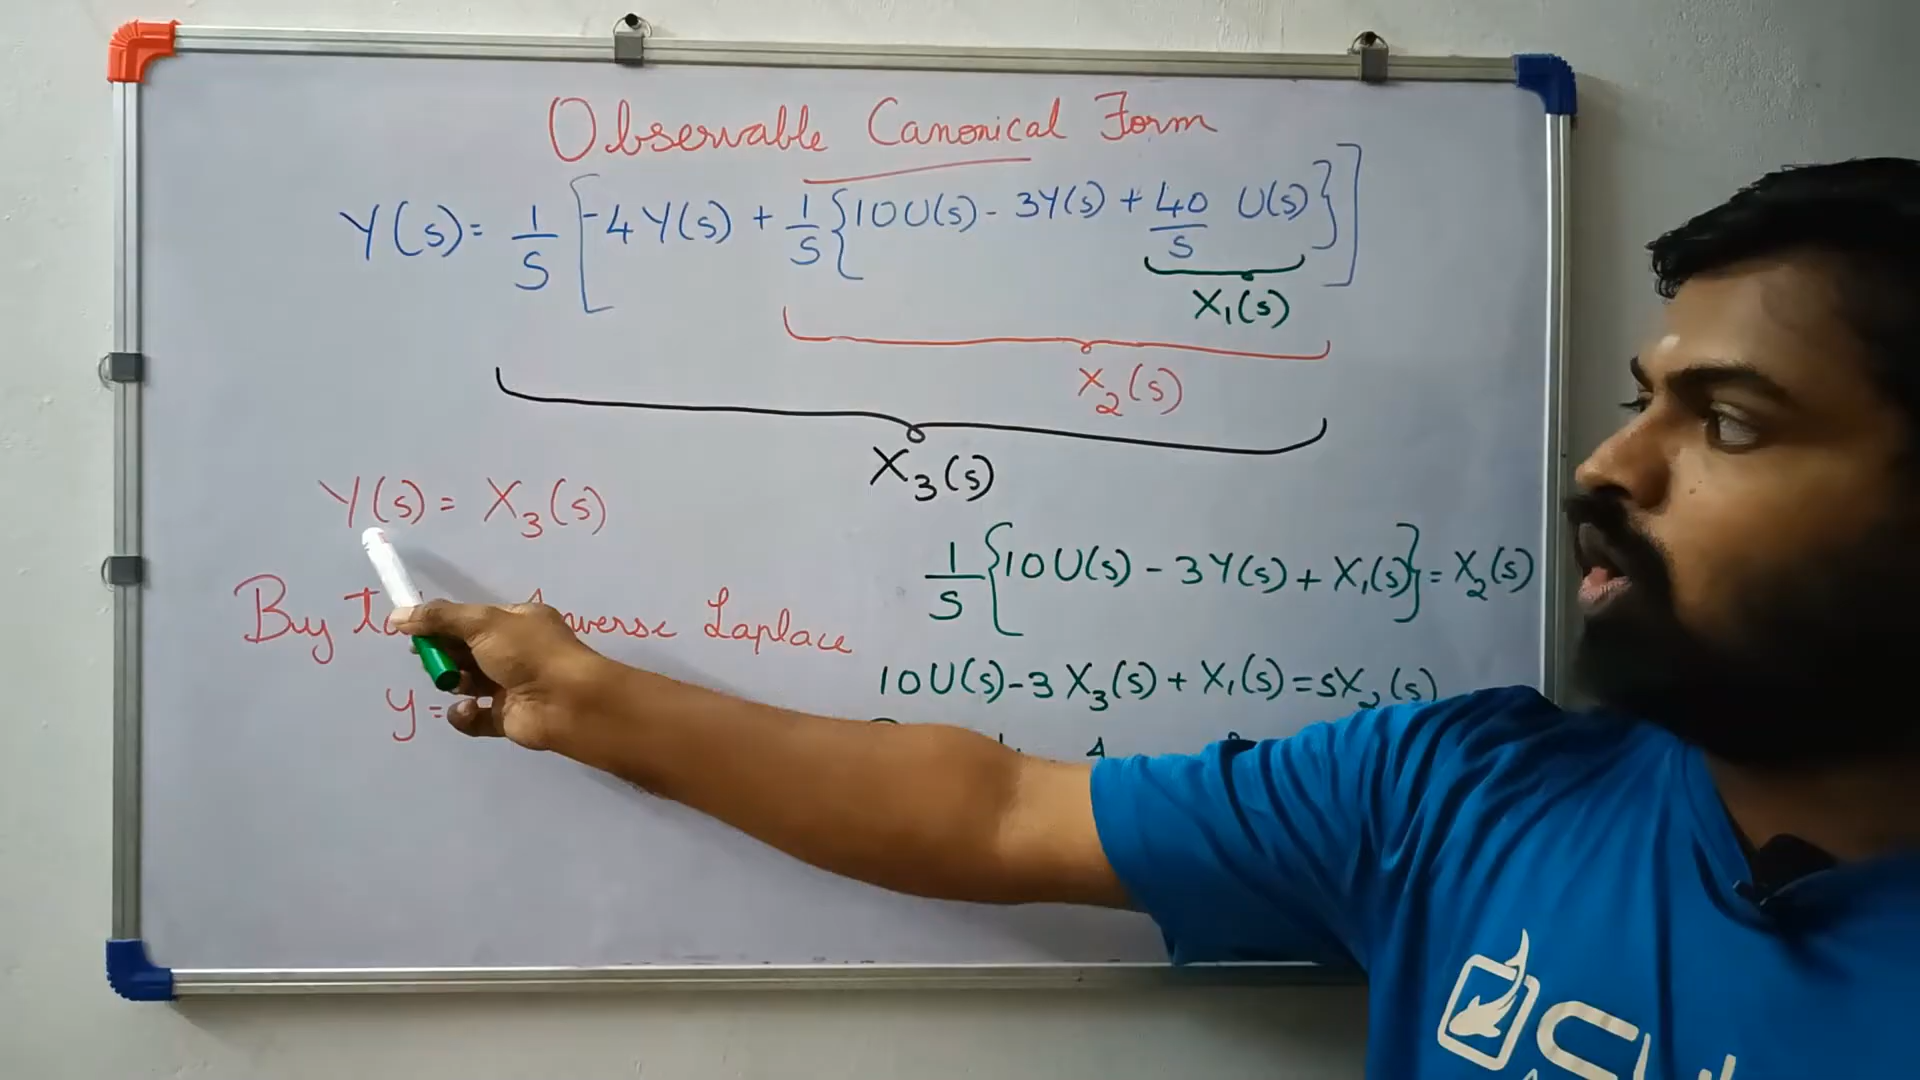 Observable Canonical Form
Y(s) = 1/S [-4Y(s) + 1/S {10U(s) - 3Y(s) + 40/S U(s)}]
X₁(s)
X₂(s)
X₃(s)
Y(s) = X₃(s)
1/S {10U(s) - 3Y(s) + X₁(s)} = X₂(s)
By Inverse Laplace
10U(s) - 3X₃(s) + X₁(s) = sX₂(s)
y =